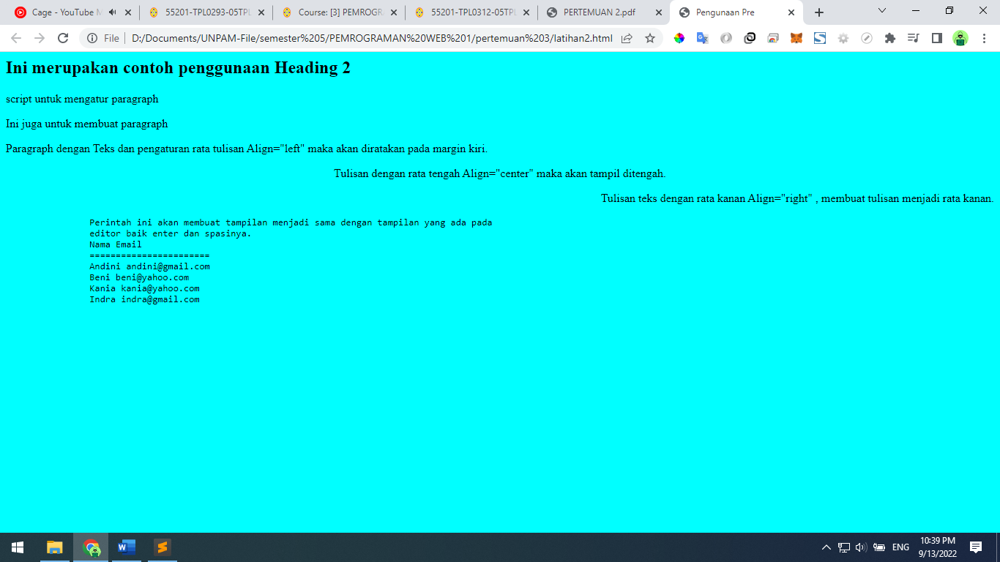 Cage - YouTube M
55201-TPL0293-05TPL
Course: [3] PEMROGRA
55201-TPL0312-05TPL
PERTEMUAN 2.pdf
Pengunaan Pre
File D:/Documents/UNPAM-File/semester%205/PEMROGRAMAN%20WEB%201/pertemuan%203/latihan2.html
Ini merupakan contoh penggunaan Heading 2
script untuk mengatur paragraph
Ini juga untuk membuat paragraph
Paragraph dengan Teks dan pengaturan rata tulisan Align="left" maka akan diratakan pada margin kiri.
Tulisan dengan rata tengah Align="center" maka akan tampil ditengah.
Tulisan teks dengan rata kanan Align="right" , membuat tulisan menjadi rata kanan.
Perintah ini akan membuat tampilan menjadi sama dengan tampilan yang ada pada
editor baik enter dan spasinya.
Nama Email
=======================
Andini andini@gmail.com
Beni beni@yahoo.com
Kania kania@yahoo.com
Indra indra@gmail.com
ENG
10:39 PM
9/13/2022